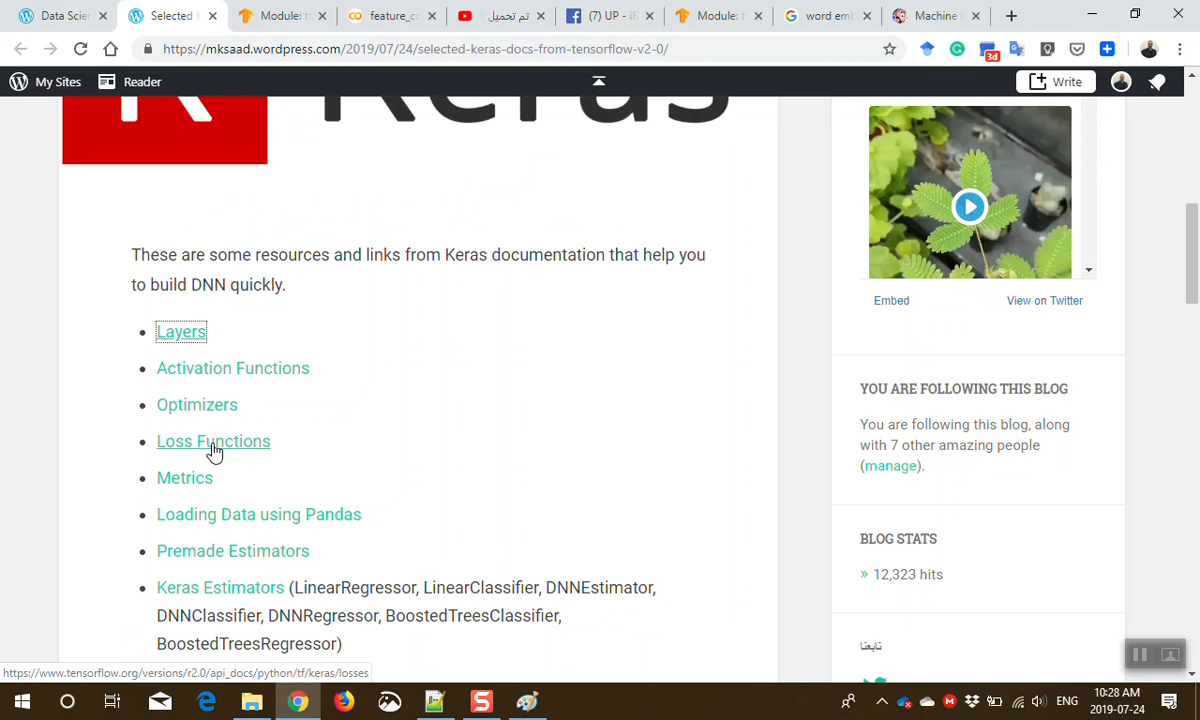 Data Scien
Selected K
Module: t
feature_cc
تم تحميل
(7) UP - iE
Module: t
word emb
Machine
https://mksaad.wordpress.com/2019/07/24/selected-keras-docs-from-tensorflow-v2-0/
3d
My Sites
Reader
Write
Keras
These are some resources and links from Keras documentation that help you
to build DNN quickly.
Layers
Activation Functions
Optimizers
Loss Functions
Metrics
Loading Data using Pandas
Premade Estimators
Keras Estimators (LinearRegressor, LinearClassifier, DNNEstimator,
DNNClassifier, DNNRegressor, BoostedTreesClassifier,
BoostedTreesRegressor)
Embed
View on Twitter
YOU ARE FOLLOWING THIS BLOG
You are following this blog, along
with 7 other amazing people
(manage).
BLOG STATS
» 12,323 hits
تابعنا
https://www.tensorflow.org/versions/r2.0/api_docs/python/tf/keras/losses
ENG
10:28 AM
2019-07-24